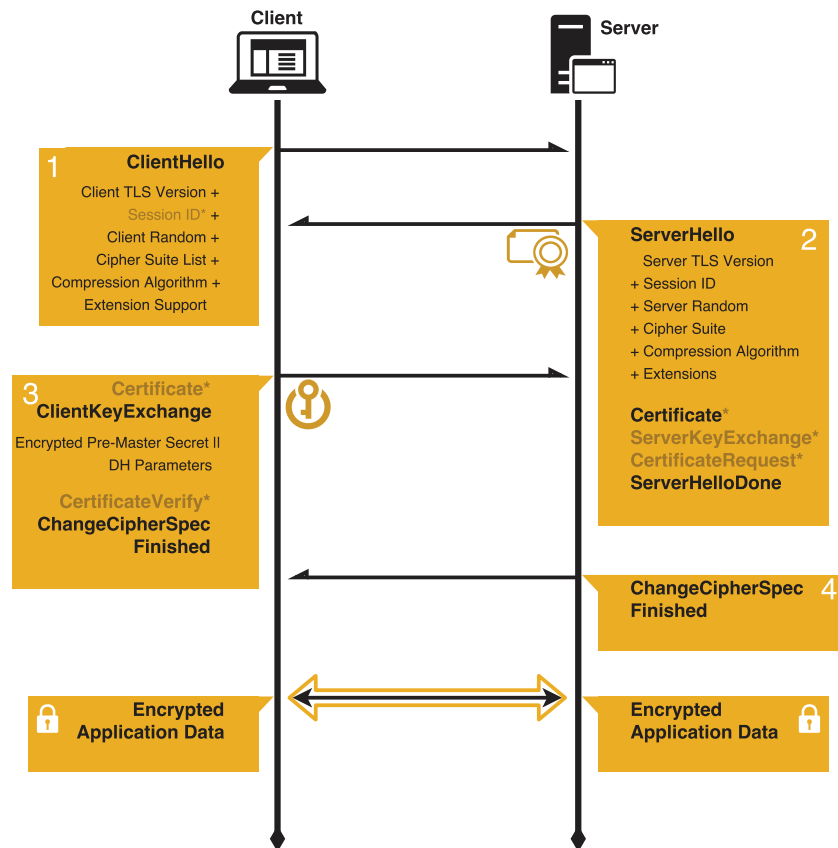 Client
Server
1
ClientHello
Client TLS Version +
Session ID* +
Client Random +
Cipher Suite List +
Compression Algorithm +
Extension Support
2
ServerHello
Server TLS Version
+ Session ID
+ Server Random
+ Cipher Suite
+ Compression Algorithm
+ Extensions
Certificate*
ServerKeyExchange*
CertificateRequest*
ServerHelloDone
3
Certificate*
ClientKeyExchange
Encrypted Pre-Master Secret II
DH Parameters
CertificateVerify*
ChangeCipherSpec
Finished
4
ChangeCipherSpec
Finished
Encrypted
Application Data
Encrypted
Application Data